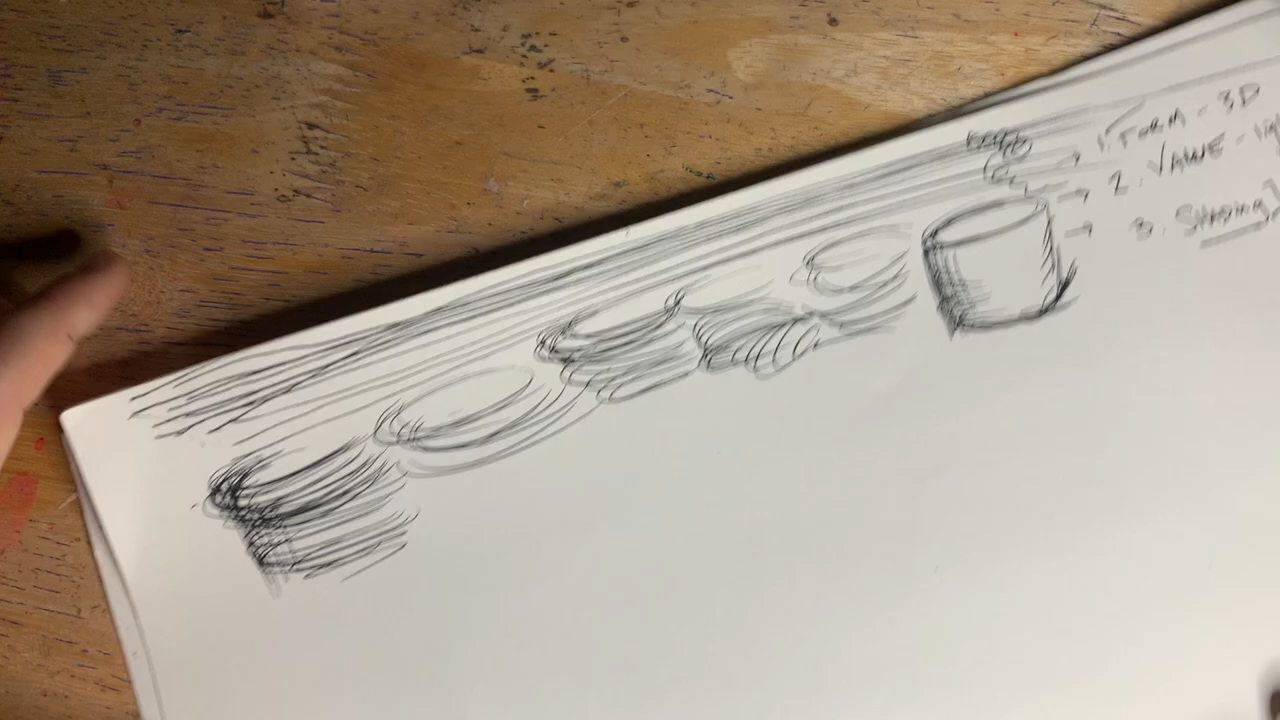 1. FORM - 3D
2. VALUE -
3. SHADING